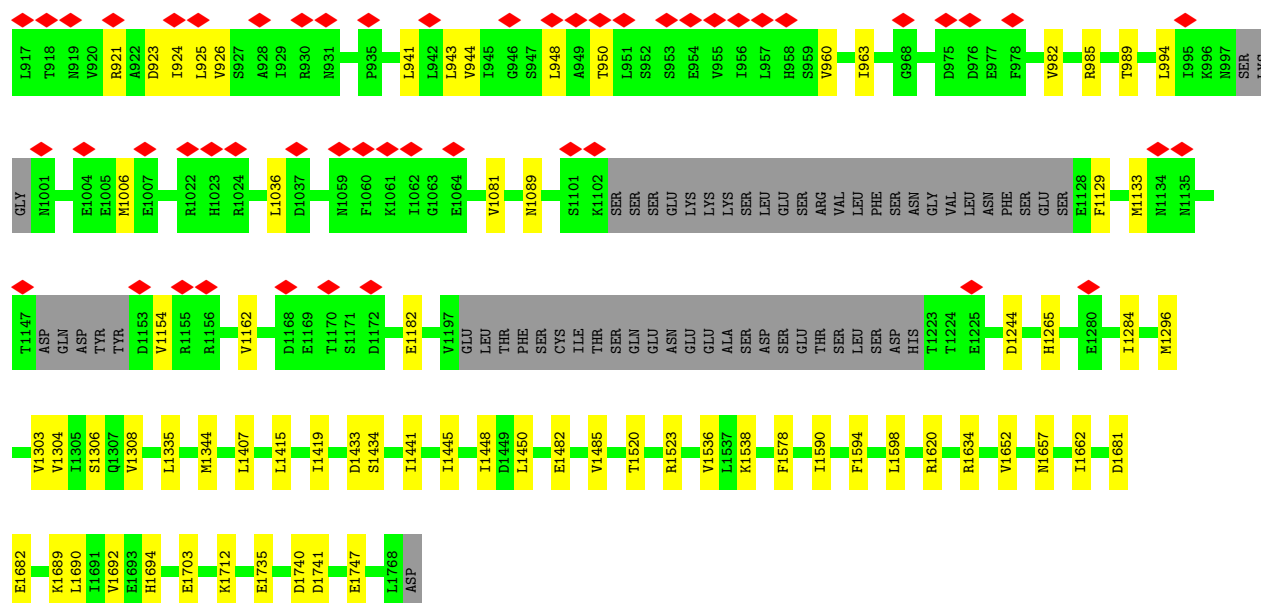 L917 T918 N919 V920 R921 A922 D923 I924 L925 V926 S927 A928 I929 R930 N931 P935 L941 L942 L943 V944 I945 G946 S947 L948 A949 T950 L951 S952 S953 E954 V955 I956 L957 H958 S959 V960 I963 G968 D975 D976 E977 F978 V982 R985 T989 L994 I995 K996 N997 SER
GLY N1001 E1004 E1005 M1006 E1007 R1022 H1023 R1024 L1036 D1037 N1059 F1060 K1061 I1062 G1063 E1064 V1081 N1089 S1101 K1102 SER SER SER GLU LYS LYS LYS SER LEU GLU SER ARG VAL LEU PHE SER ASN GLY VAL LEU ASN PHE SER GLU SER E1128 F1129 M1133 N1134 N1135
T1147 ASP GLN ASP TYR TYR D1153 V1154 R1155 R1156 V1162 D1168 E1169 T1170 S1171 D1172 E1182 V1197 GLU LEU THR PHE SER CYS ILE THR SER GLN GLU ASN GLU GLU ALA SER ASP SER GLU THR SER LEU SER ASP HIS T1223 T1224 E1225 D1244 H1265 E1280 I1284 M1296
V1303 V1304 I1305 S1306 Q1307 V1308 L1335 M1344 L1407 L1415 I1419 D1433 S1434 I1441 I1445 I1448 D1449 L1450 E1482 V1485 T1520 R1523 V1536 L1537 K1538 F1578 I1590 F1594 L1598 R1620 R1634 V1652 N1657 I1662 D1681
E1682 K1689 L1690 I1691 V1692 E1693 H1694 E1703 K1712 E1735 D1740 D1741 E1747 L1768 ASP